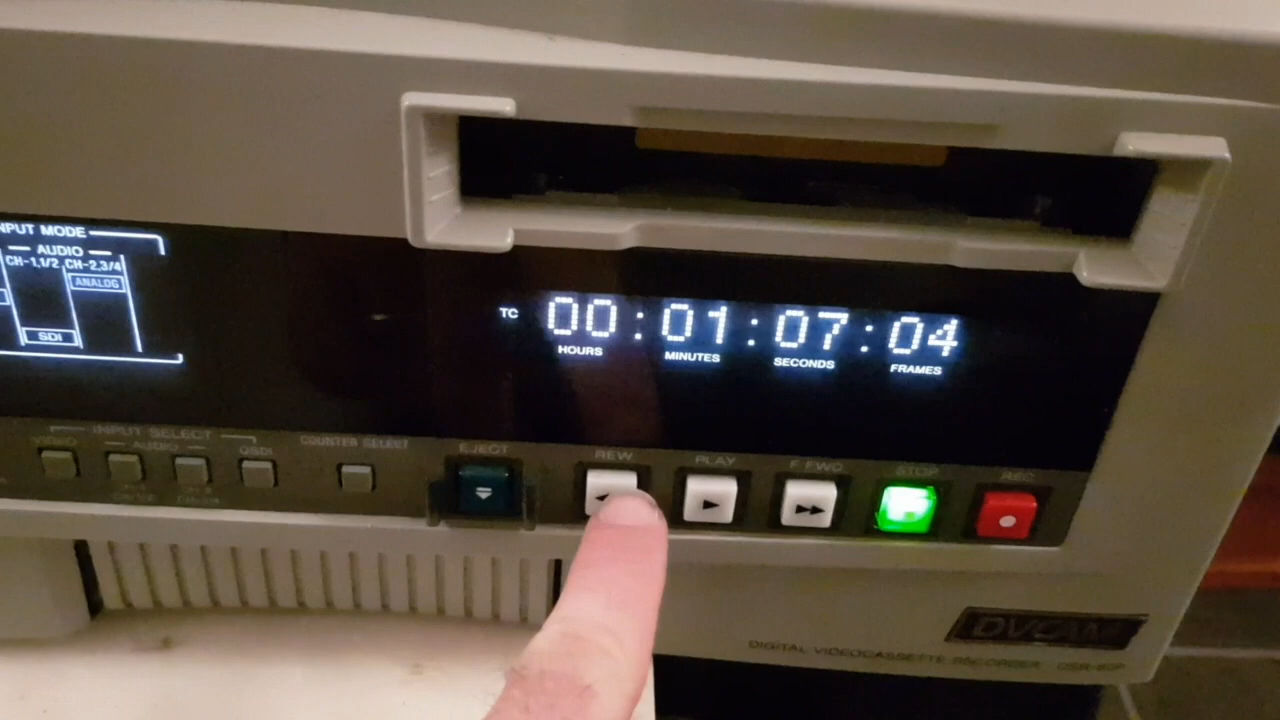 INPUT MODE
AUDIO
CH-1,1/2 CH-2,3/4
ANALOG
SDI
TC 00:01:07:04
HOURS MINUTES SECONDS FRAMES
INPUT SELECT
VIDEO AUDIO QSDI
COUNTER SELECT
EJECT REW PLAY F FWD STOP REC
DVCAM
DIGITAL VIDEOCASSETTE RECORDER DSR-80P